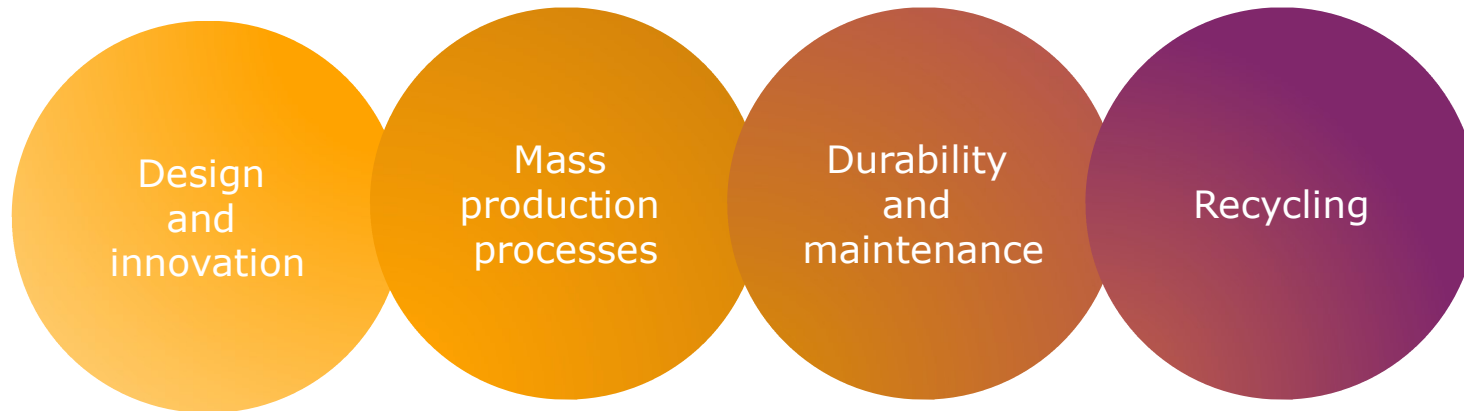 Design
and
innovation
Mass
production
processes
Durability
and
maintenance
Recycling